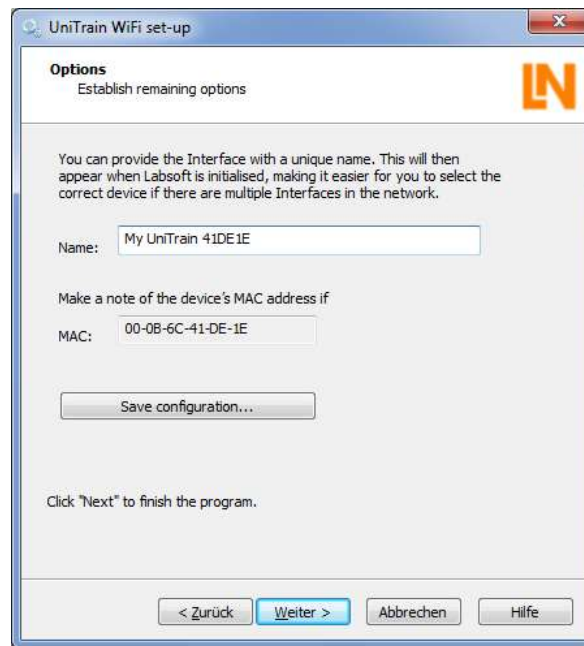 UniTrain WiFi set-up
Options
Establish remaining options
LN
You can provide the Interface with a unique name. This will then
appear when Labsoft is initialised, making it easier for you to select the
correct device if there are multiple Interfaces in the network.
Name: My UniTrain 41DE1E
Make a note of the device's MAC address if
MAC: 00-0B-6C-41-DE-1E
Save configuration...
Click "Next" to finish the program.
< Zurück Weiter > Abbrechen Hilfe